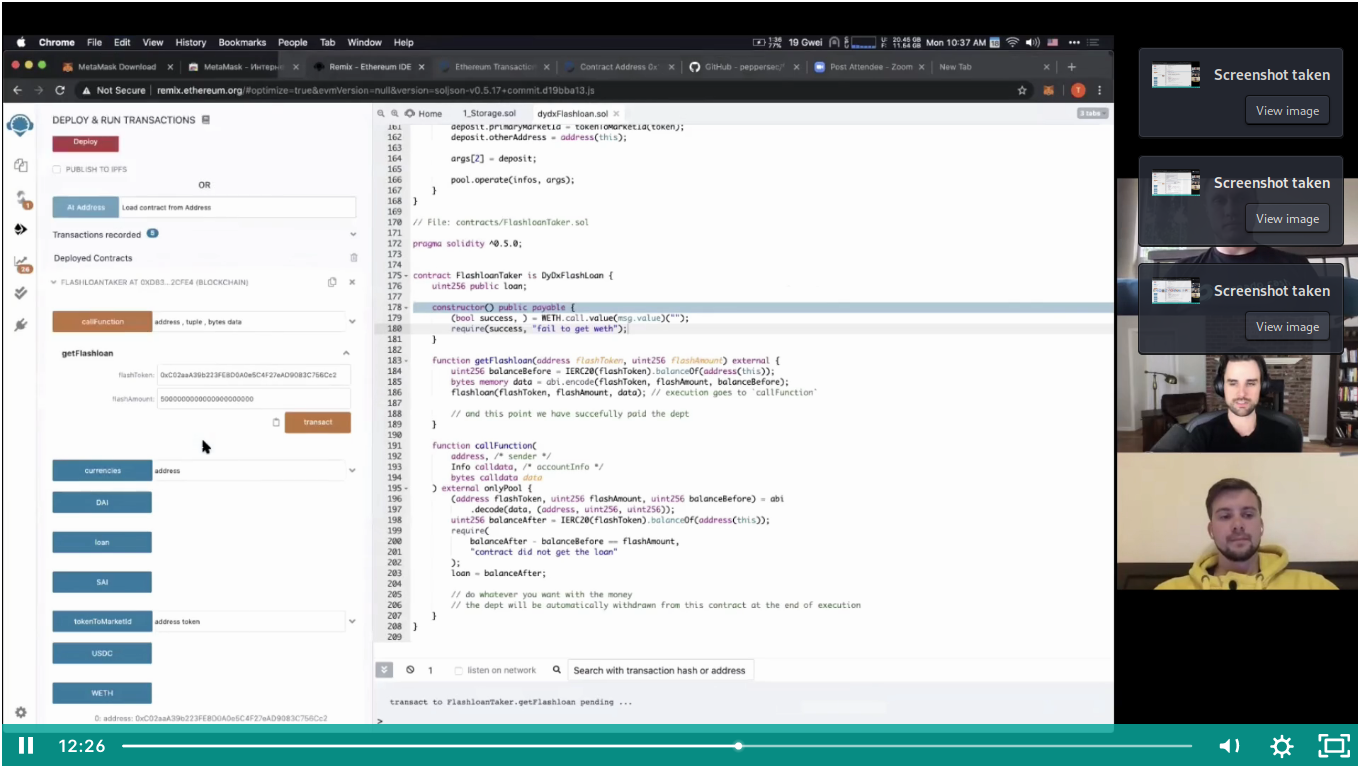 Chrome File Edit View History Bookmarks People Tab Window Help
1:36
77%
19 Gwei
20.45 GB
11.54 GB
Mon 10:37 AM
MetaMask Download
MetaMask - Интерн
Remix - Ethereum IDE
Ethereum Transaction
Contract Address 0x
GitHub - peppersec/
Post Attendee - Zoom
New Tab
Not Secure
remix.ethereum.org/#optimize=true&evmVersion=null&version=soljson-v0.5.17+commit.d19bba13.js
T
DEPLOY & RUN TRANSACTIONS
Deploy
PUBLISH TO IPFS
OR
At Address
Load contract from Address
Transactions recorded
Deployed Contracts
FLASHLOANTAKER AT 0XDB3...2CFE4 (BLOCKCHAIN)
callFunction
address , tuple , bytes data
getFlashloan
flashToken:
0xC02aaA39b223FE8D0A0e5C4F27eAD9083C756Cc2
flashAmount:
transact
currencies
address
DAI
loan
SAI
tokenToMarketId
address token
USDC
WETH
0: address: 0xC02aaA39b223FE8D0A0e5C4F27eAD9083C756Cc2
Home
1_Storage.sol
dydxFlashloan.sol
3 tabs
161 deposit.primaryMarketId = tokenToMarketId(token);
162 deposit.otherAddress = address(this);
163
164 args[2] = deposit;
165
166 pool.operate(infos, args);
167 }
168 }
169
170 // File: contracts/FlashloanTaker.sol
171
172 pragma solidity ^0.5.0;
173
174
175 contract FlashloanTaker is DyDxFlashLoan {
176 uint256 public loan;
177
178 constructor() public payable {
179 (bool success, ) = WETH.call.value(msg.value)("");
180 require(success, "fail to get weth");
181 }
182
183 function getFlashloan(address flashToken, uint256 flashAmount) external {
184 uint256 balanceBefore = IERC20(flashToken).balanceOf(address(this));
185 bytes memory data = abi.encode(flashToken, flashAmount, balanceBefore);
186 flashloan(flashToken, flashAmount, data); // execution goes to `callFunction`
187
188 // and this point we have succefully paid the dept
189 }
190
191 function callFunction(
192 address, /* sender */
193 Info calldata, /* accountInfo */
194 bytes calldata data
195 ) external onlyPool {
196 (address flashToken, uint256 flashAmount, uint256 balanceBefore) = abi
197 .decode(data, (address, uint256, uint256));
198 uint256 balanceAfter = IERC20(flashToken).balanceOf(address(this));
199 require(
200 balanceAfter - balanceBefore == flashAmount,
201 "contract did not get the loan"
202 );
203 loan = balanceAfter;
204
205 // do whatever you want with the money
206 // the dept will be automatically withdrawn from this contract at the end of execution
207 }
208 }
209
1
listen on network
Search with transaction hash or address
transact to FlashloanTaker.getFlashloan pending ...
>
Screenshot taken
View image
Screenshot taken
View image
Screenshot taken
View image
12:26